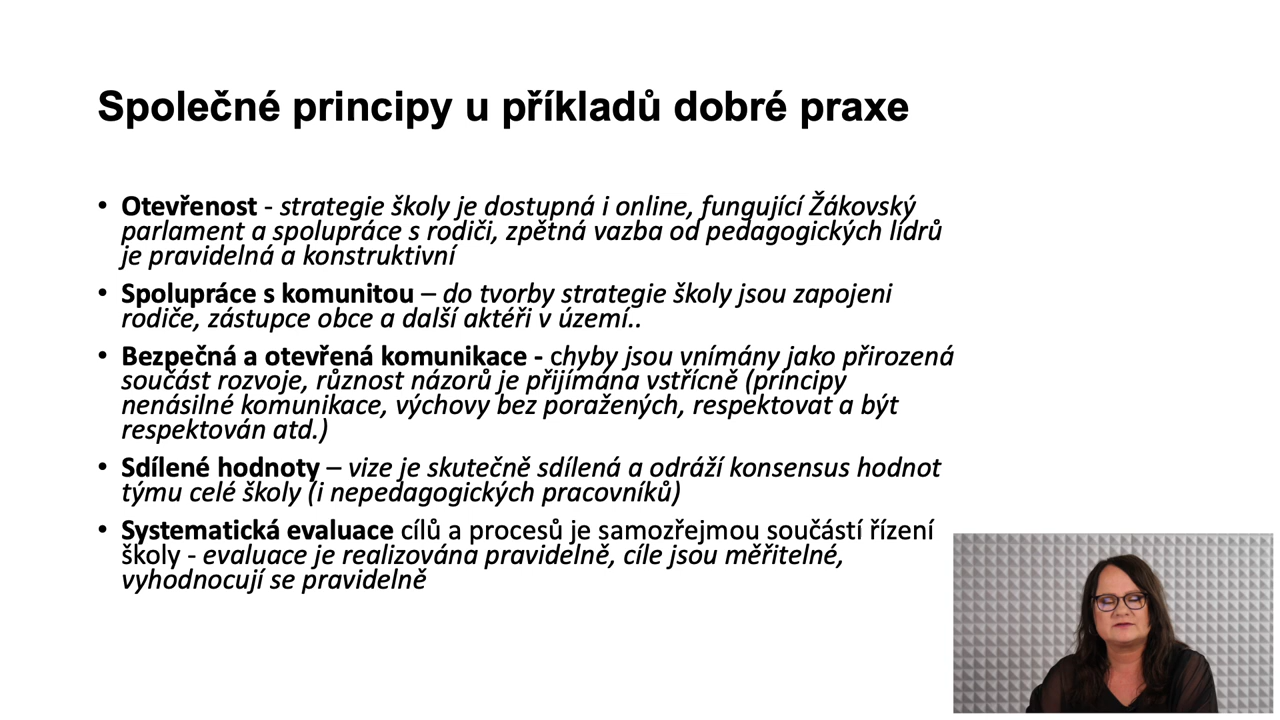 Společné principy u příkladů dobré praxe
• Otevřenost - strategie školy je dostupná i online, fungující Žákovský
parlament a spolupráce s rodiči, zpětná vazba od pedagogických lídrů
je pravidelná a konstruktivní
• Spolupráce s komunitou – do tvorby strategie školy jsou zapojeni
rodiče, zástupce obce a další aktéři v území..
• Bezpečná a otevřená komunikace - chyby jsou vnímány jako přirozená
součást rozvoje, různost názorů je přijímána vstřícně (principy
nenásilné komunikace, výchovy bez poražených, respektovat a být
respektován atd.)
• Sdílené hodnoty – vize je skutečně sdílená a odráží konsensus hodnot
týmu celé školy (i nepedagogických pracovníků)
• Systematická evaluace cílů a procesů je samozřejmou součástí řízení
školy - evaluace je realizována pravidelně, cíle jsou měřitelné,
vyhodnocují se pravidelně